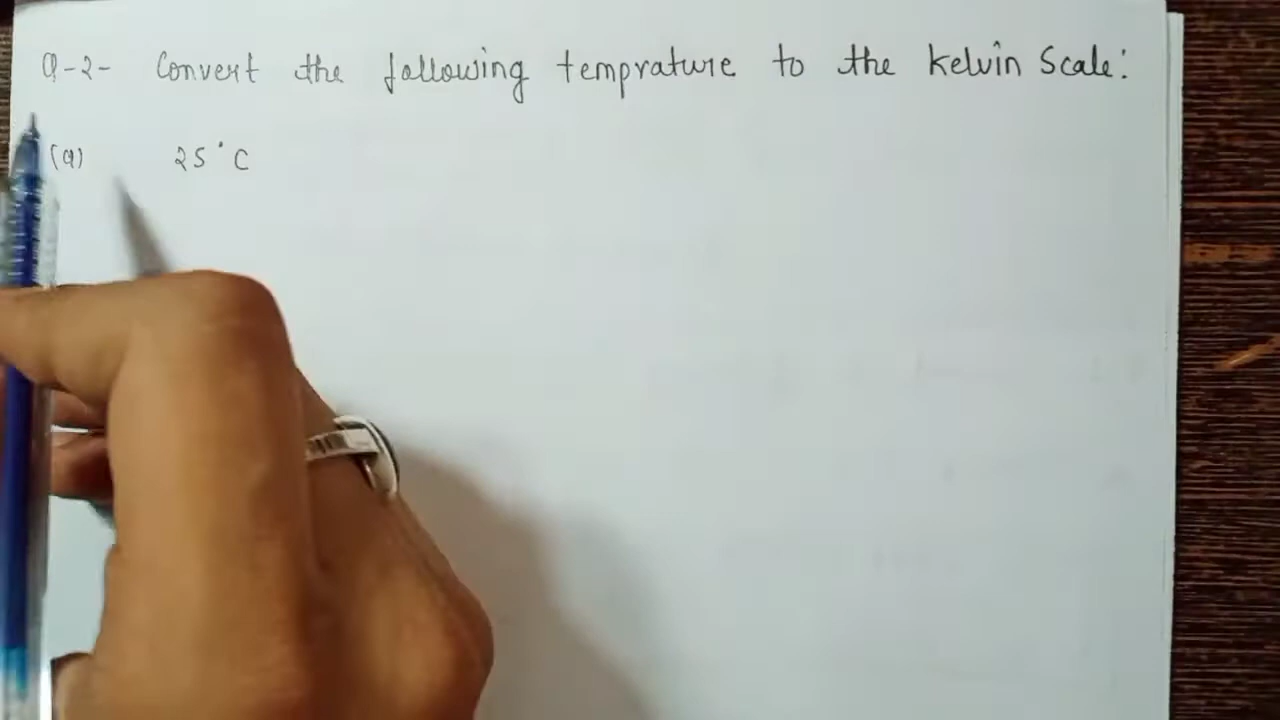 Q-2- Convert the following temprature to the kelvin Scale:
(a) 25°C